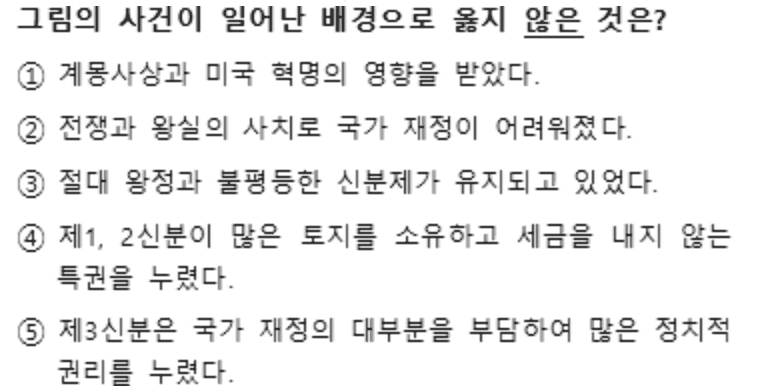 그림의 사건이 일어난 배경으로 옳지 않은 것은?
① 계몽사상과 미국 혁명의 영향을 받았다.
② 전쟁과 왕실의 사치로 국가 재정이 어려워졌다.
③ 절대 왕정과 불평등한 신분제가 유지되고 있었다.
④ 제1, 2신분이 많은 토지를 소유하고 세금을 내지 않는
특권을 누렸다.
⑤ 제3신분은 국가 재정의 대부분을 부담하여 많은 정치적
권리를 누렸다.